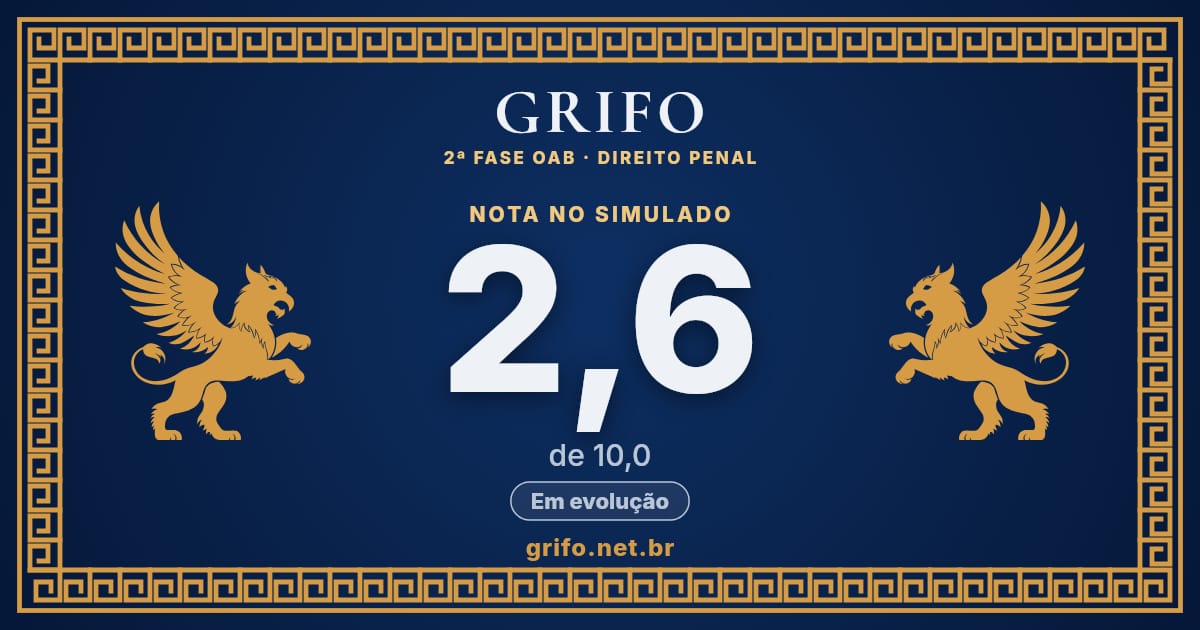 GRIFO
2ª FASE OAB · DIREITO PENAL
NOTA NO SIMULADO
2,6
de 10,0
Em evolução
grifo.net.br